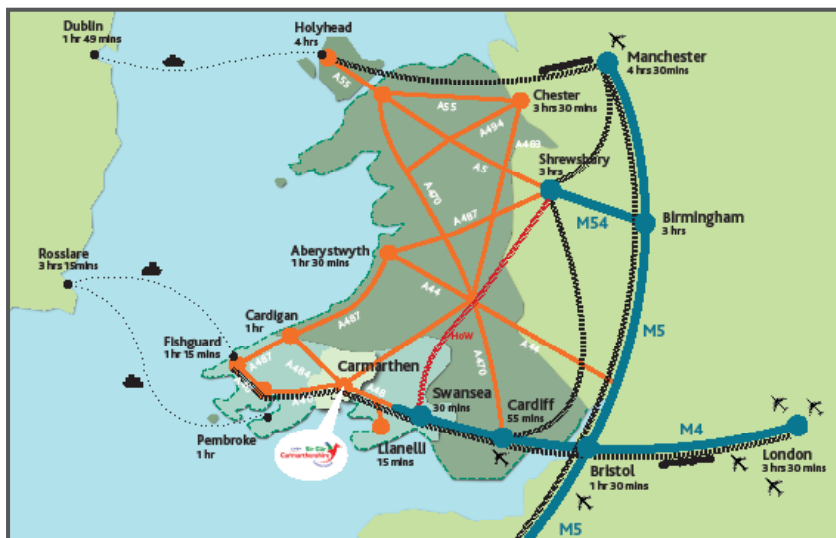 Dublin
1 hr 49 mins
Holyhead
4 hrs
Manchester
4 hrs 30mins
A55
A55
Chester
3 hrs 30 mins
A494
A483
A5
Shrewsbury
3 hrs
A470
A487
M54
Birmingham
3 hrs
Aberystwyth
1 hr 30 mins
Rosslare
3 hrs 15mins
A44
Cardigan
1 hr
A487
M5
HoW
Fishguard
1 hr 15 mins
A487
A484
Carmarthen
A470
A44
A40
A48
Swansea
30 mins
Cardiff
55 mins
M4
Pembroke
1 hr
Sir Gâr
Carmarthenshire
Llanelli
15 mins
Bristol
1 hr 30 mins
London
3 hrs 30 mins
M5